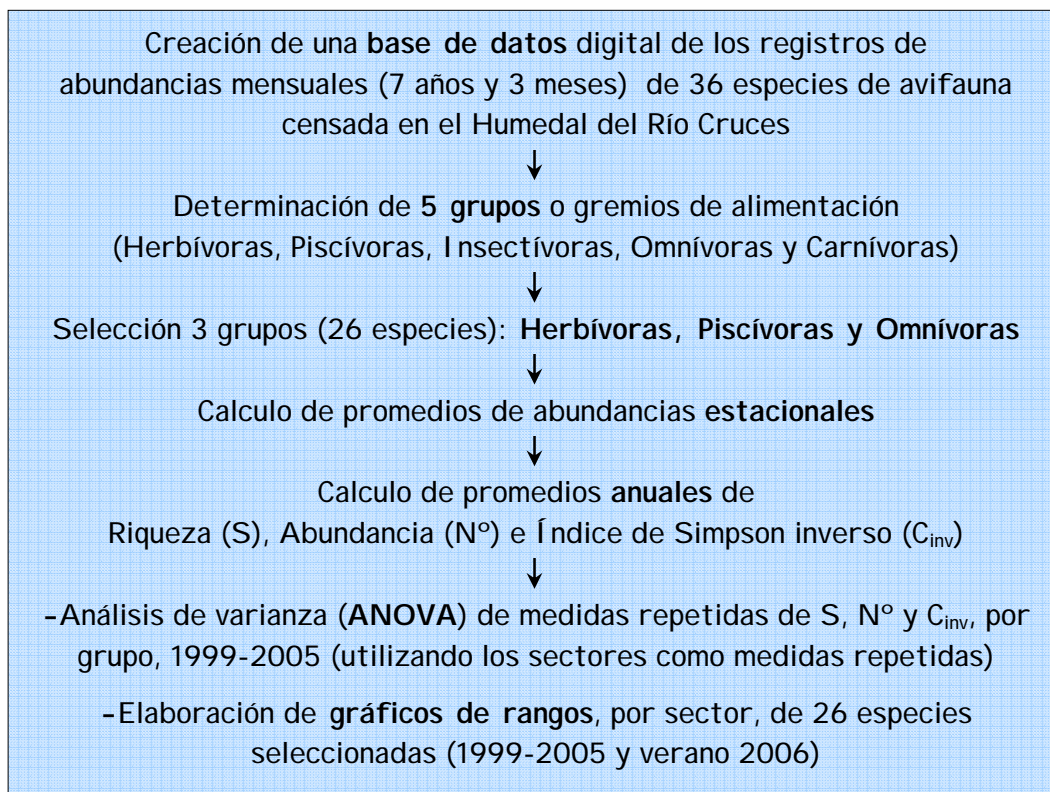 Creación de una base de datos digital de los registros de
abundancias mensuales (7 años y 3 meses) de 36 especies de avifauna
censada en el Humedal del Río Cruces
↓
Determinación de 5 grupos o gremios de alimentación
(Herbívoras, Piscívoras, Insectívoras, Omnívoras y Carnívoras)
↓
Selección 3 grupos (26 especies): Herbívoras, Piscívoras y Omnívoras
↓
Calculo de promedios de abundancias estacionales
↓
Calculo de promedios anuales de
Riqueza (S), Abundancia (Nº) e Índice de Simpson inverso (Cinv)
↓
-Análisis de varianza (ANOVA) de medidas repetidas de S, Nº y Cinv, por
grupo, 1999-2005 (utilizando los sectores como medidas repetidas)
-Elaboración de gráficos de rangos, por sector, de 26 especies
seleccionadas (1999-2005 y verano 2006)